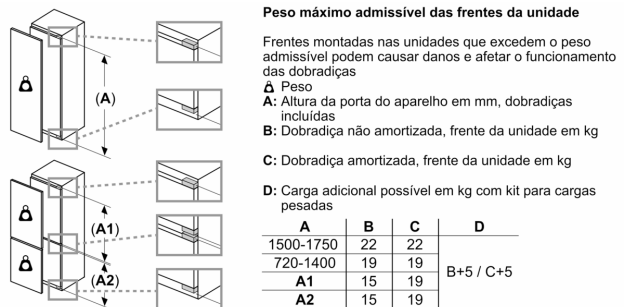 Peso máximo admissível das frentes da unidade
Frentes montadas nas unidades que excedem o peso
admissível podem causar danos e afetar o funcionamento
das dobradiças
Peso
A: Altura da porta do aparelho em mm, dobradiças
incluídas
B: Dobradiça não amortizada, frente da unidade em kg
C: Dobradiça amortizada, frente da unidade em kg
D: Carga adicional possível em kg com kit para cargas
pesadas
A B C D
1500-1750 22 22
720-1400 19 19
B+5 / C+5
A1 15 19
A2 15 19
(A)
(A1)
(A2)